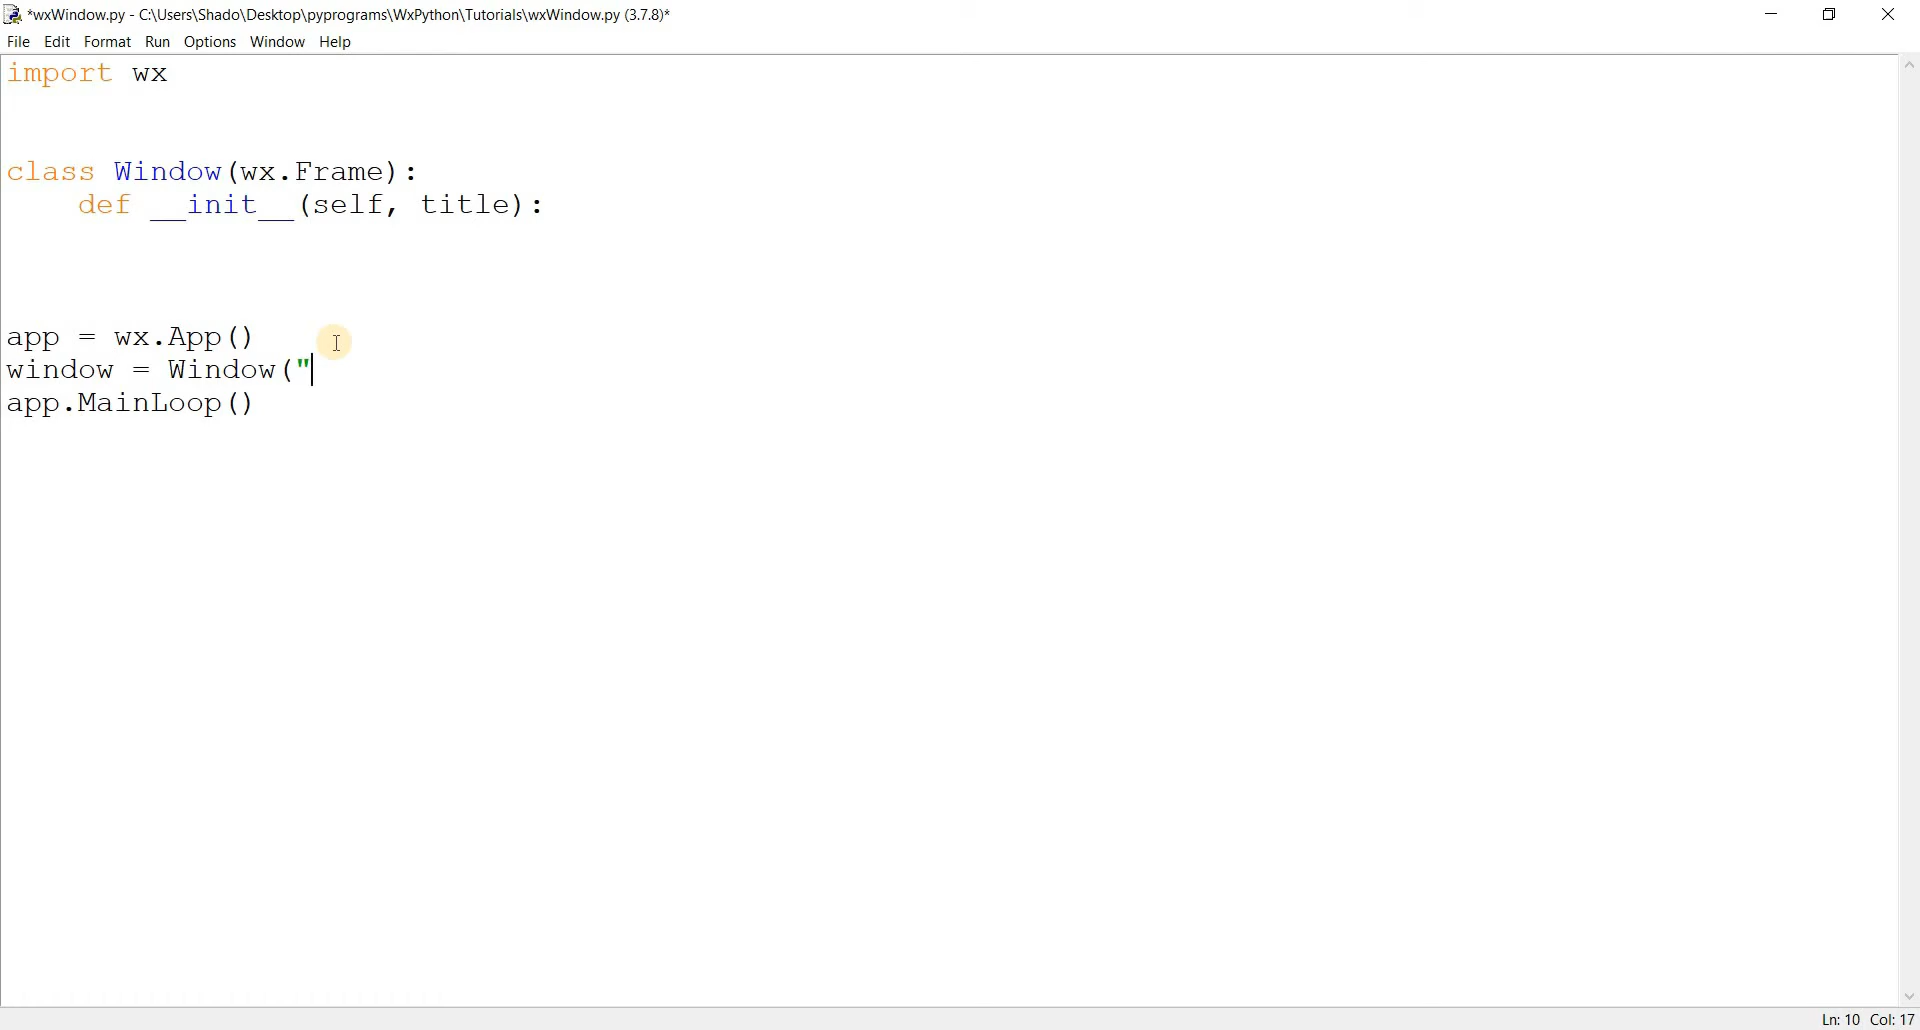 *wxWindow.py - C:\Users\Shado\Desktop\pyprograms\WxPython\Tutorials\wxWindow.py (3.7.8)*
File Edit Format Run Options Window Help
import wx
class Window(wx.Frame):
    def __init__(self, title):
app = wx.App()
window = Window("
app.MainLoop()
Ln: 10 Col: 17